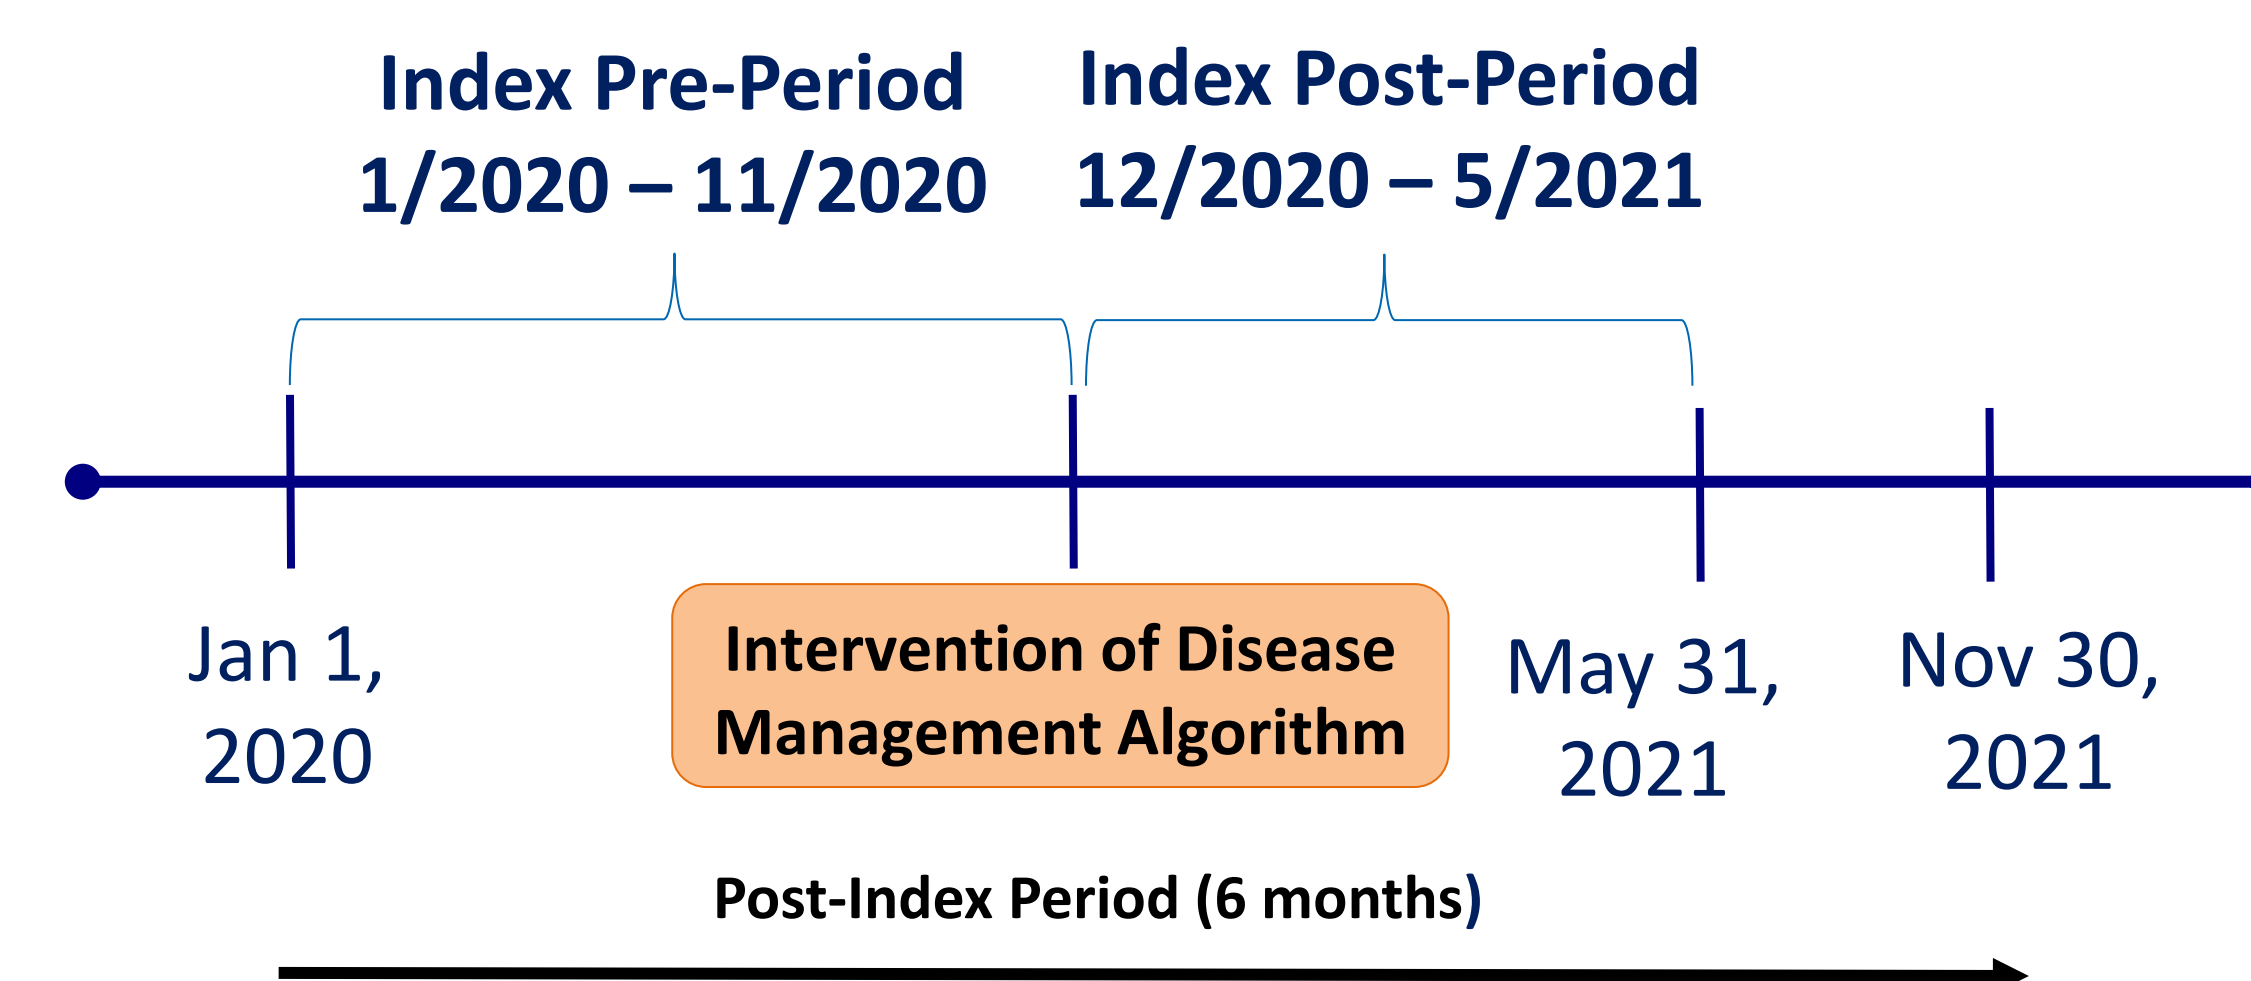 Index Pre-Period
1/2020 – 11/2020
Index Post-Period
12/2020 – 5/2021
Jan 1,
2020
Intervention of Disease
Management Algorithm
May 31,
2021
Nov 30,
2021
Post-Index Period (6 months)